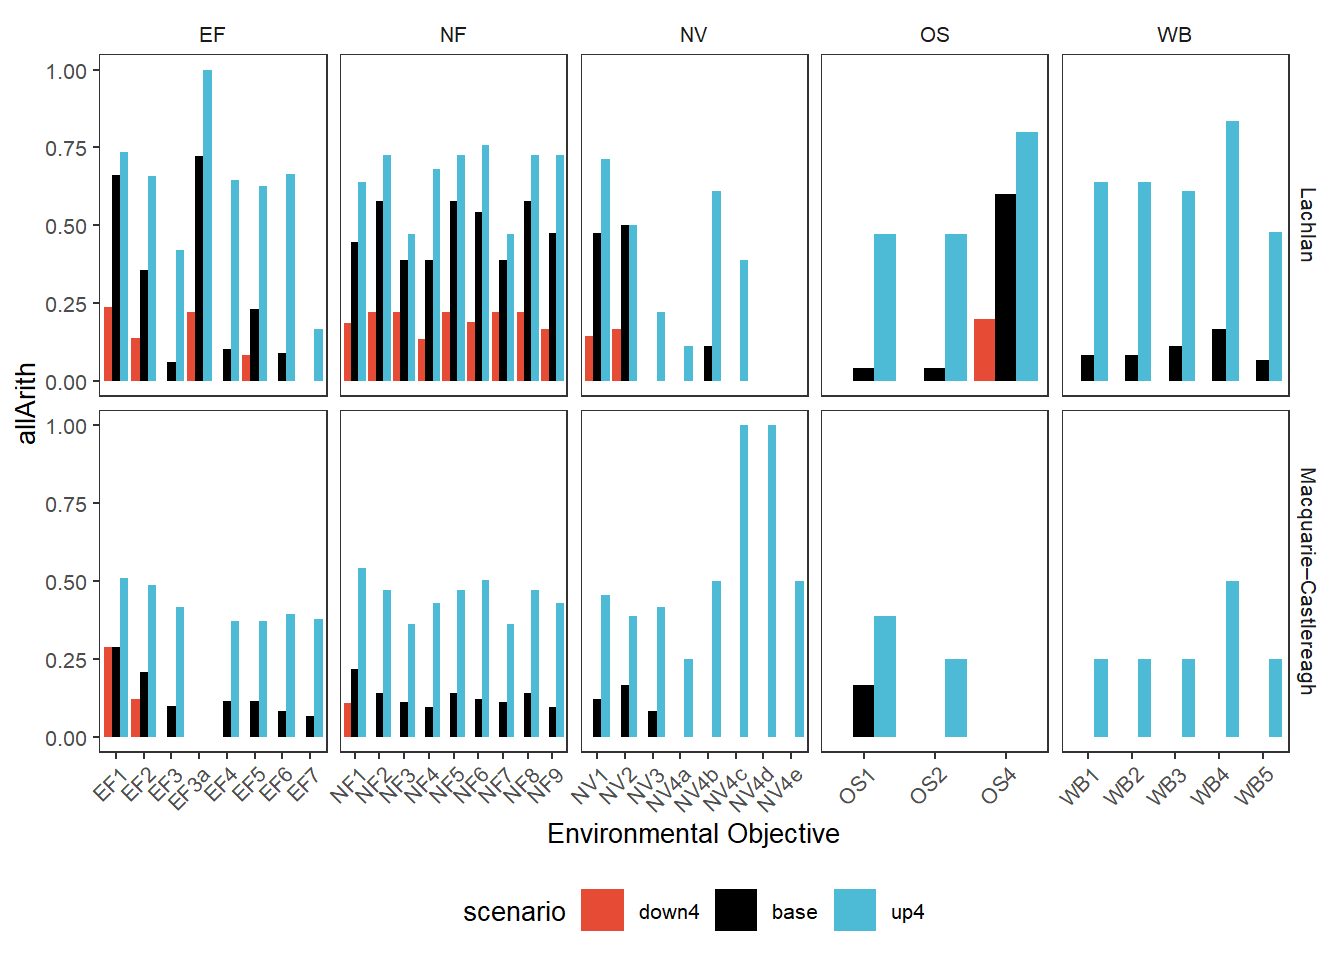 EF NF NV OS WB
1.00
0.75
0.50
0.25
0.00
Lachlan
allArith
1.00
0.75
0.50
0.25
0.00
Macquarie−Castlereagh
EF1 EF2 EF3 EF3a EF4 EF5 EF6 EF7 NF1 NF2 NF3 NF4 NF5 NF6 NF7 NF8 NF9 NV1 NV2 NV3 NV4a NV4b NV4c NV4d NV4e OS1 OS2 OS4 WB1 WB2 WB3 WB4 WB5
Environmental Objective
scenario down4 base up4